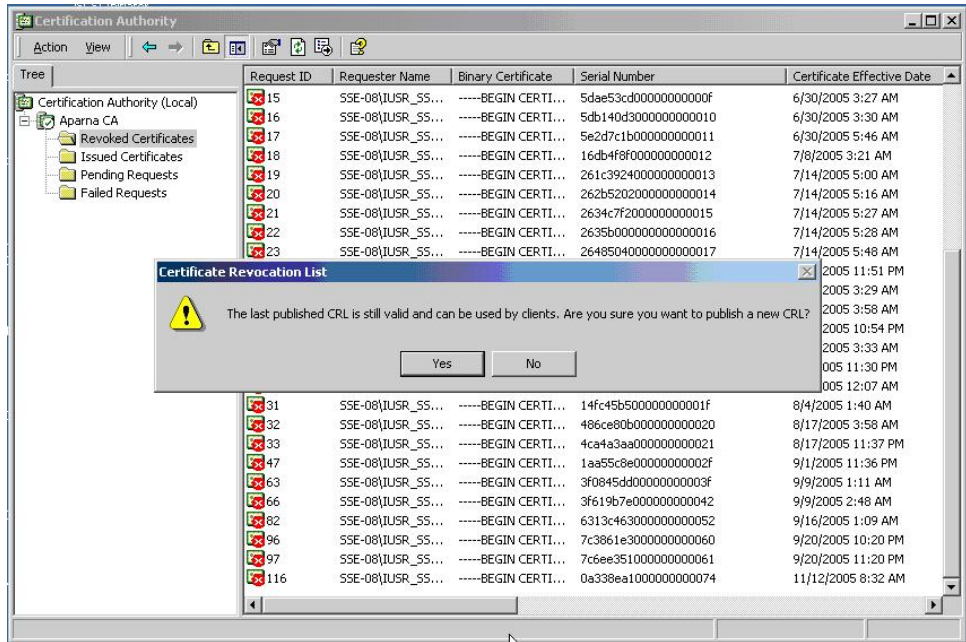 Certification Authority
Action View
Tree
Certification Authority (Local)
Aparna CA
Revoked Certificates
Issued Certificates
Pending Requests
Failed Requests
Request ID Requester Name Binary Certificate Serial Number Certificate Effective Date
15 SSE-08\IUSR_SS... -----BEGIN CERTI... 5dae53cd00000000000f 6/30/2005 3:27 AM
16 SSE-08\IUSR_SS... -----BEGIN CERTI... 5db140d3000000000010 6/30/2005 3:30 AM
17 SSE-08\IUSR_SS... -----BEGIN CERTI... 5e2d7c1b000000000011 6/30/2005 5:46 AM
18 SSE-08\IUSR_SS... -----BEGIN CERTI... 16db4f8f000000000012 7/8/2005 3:21 AM
19 SSE-08\IUSR_SS... -----BEGIN CERTI... 261c3924000000000013 7/14/2005 5:00 AM
20 SSE-08\IUSR_SS... -----BEGIN CERTI... 262b5202000000000014 7/14/2005 5:16 AM
21 SSE-08\IUSR_SS... -----BEGIN CERTI... 2634c7f2000000000015 7/14/2005 5:27 AM
22 SSE-08\IUSR_SS... -----BEGIN CERTI... 2635b000000000000016 7/14/2005 5:28 AM
23 SSE-08\IUSR_SS... -----BEGIN CERTI... 26485040000000000017 7/14/2005 5:48 AM
2005 11:51 PM
2005 3:29 AM
2005 3:58 AM
2005 10:54 PM
2005 3:33 AM
005 11:30 PM
005 12:07 AM
Certificate Revocation List
The last published CRL is still valid and can be used by clients. Are you sure you want to publish a new CRL?
Yes No
31 SSE-08\IUSR_SS... -----BEGIN CERTI... 14fc45b500000000001f 8/4/2005 1:40 AM
32 SSE-08\IUSR_SS... -----BEGIN CERTI... 486ce80b000000000020 8/17/2005 3:58 AM
33 SSE-08\IUSR_SS... -----BEGIN CERTI... 4ca4a3aa000000000021 8/17/2005 11:37 PM
47 SSE-08\IUSR_SS... -----BEGIN CERTI... 1aa55c8e00000000002f 9/1/2005 11:36 PM
63 SSE-08\IUSR_SS... -----BEGIN CERTI... 3f0845dd00000000003f 9/9/2005 1:11 AM
66 SSE-08\IUSR_SS... -----BEGIN CERTI... 3f619b7e000000000042 9/9/2005 2:48 AM
82 SSE-08\IUSR_SS... -----BEGIN CERTI... 6313c463000000000052 9/16/2005 1:09 AM
96 SSE-08\IUSR_SS... -----BEGIN CERTI... 7c3861e3000000000060 9/20/2005 10:20 PM
97 SSE-08\IUSR_SS... -----BEGIN CERTI... 7c6ee351000000000061 9/20/2005 11:20 PM
116 SSE-08\IUSR_SS... -----BEGIN CERTI... 0a338ea1000000000074 11/12/2005 8:32 AM